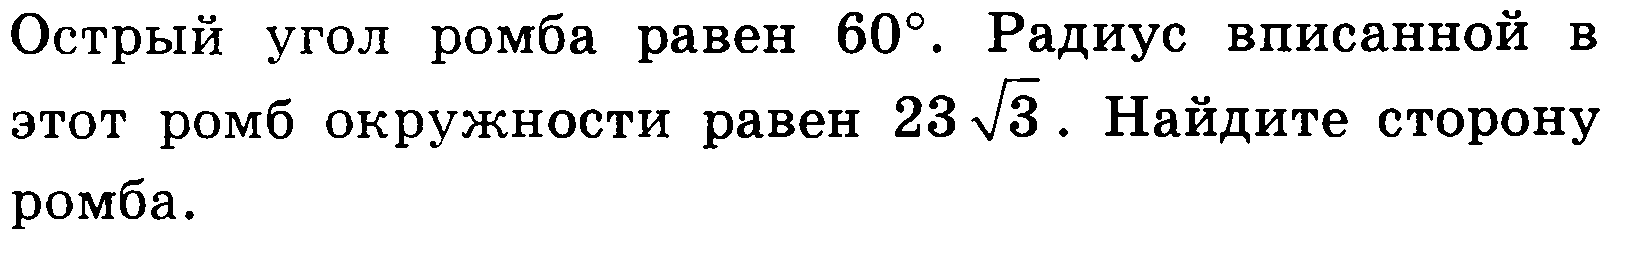 Острый угол ромба равен 60°. Радиус вписанной в
этот ромб окружности равен 23√3. Найдите сторону
ромба.